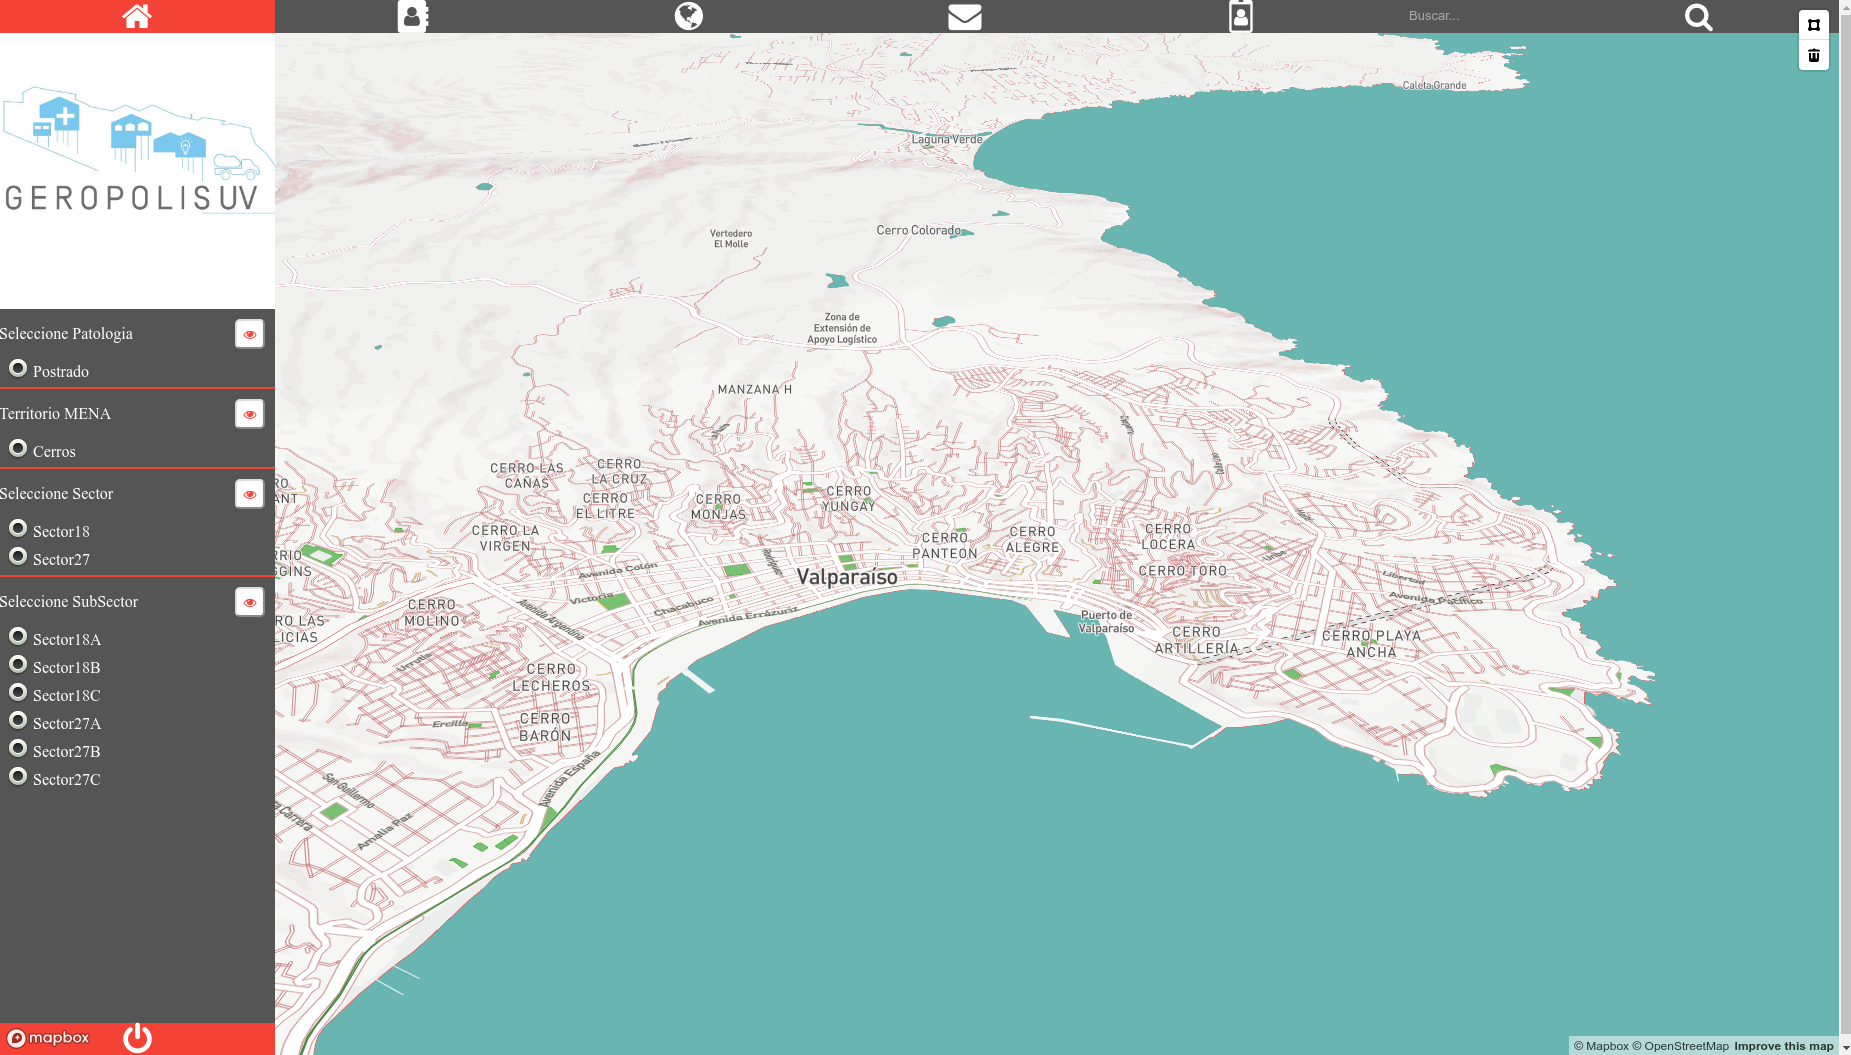 Buscar...
GEROPOLIS UV
Seleccione Patologia
Postrado
Territorio MENA
Cerros
Seleccione Sector
Sector18
Sector27
Seleccione SubSector
Sector18A
Sector18B
Sector18C
Sector27A
Sector27B
Sector27C
mapbox
Caleta Grande
Laguna Verde
Vertedero
El Molle
Cerro Colorado
Zona de
Extensión de
Apoyo Logístico
MANZANA H
CERRO LAS
CAÑAS
CERRO
LA CRUZ
CERRO
EL LITRE
CERRO
MONJAS
CERRO
YUNGAY
CERRO LA
VIRGEN
CERRO
PANTEON
CERRO
ALEGRE
CERRO
LOCERA
CERRO TORO
Avenida Colón
Valparaíso
Victoria
Chacabuco
Avenida Errázuriz
Avenida Argentina
Rodríguez
Libertad
Avenida Pacífico
Puerto de
Valparaíso
CERRO
ARTILLERÍA
CERRO PLAYA
ANCHA
CERRO
MOLINO
RO LAS
LICIAS
RRIO
GGINS
RO
ANT
Urrutia
CERRO
LECHEROS
Ercilla
CERRO
BARÓN
Avenida España
San Guillermo
a Carrera
Amalia Paz
© Mapbox © OpenStreetMap Improve this map